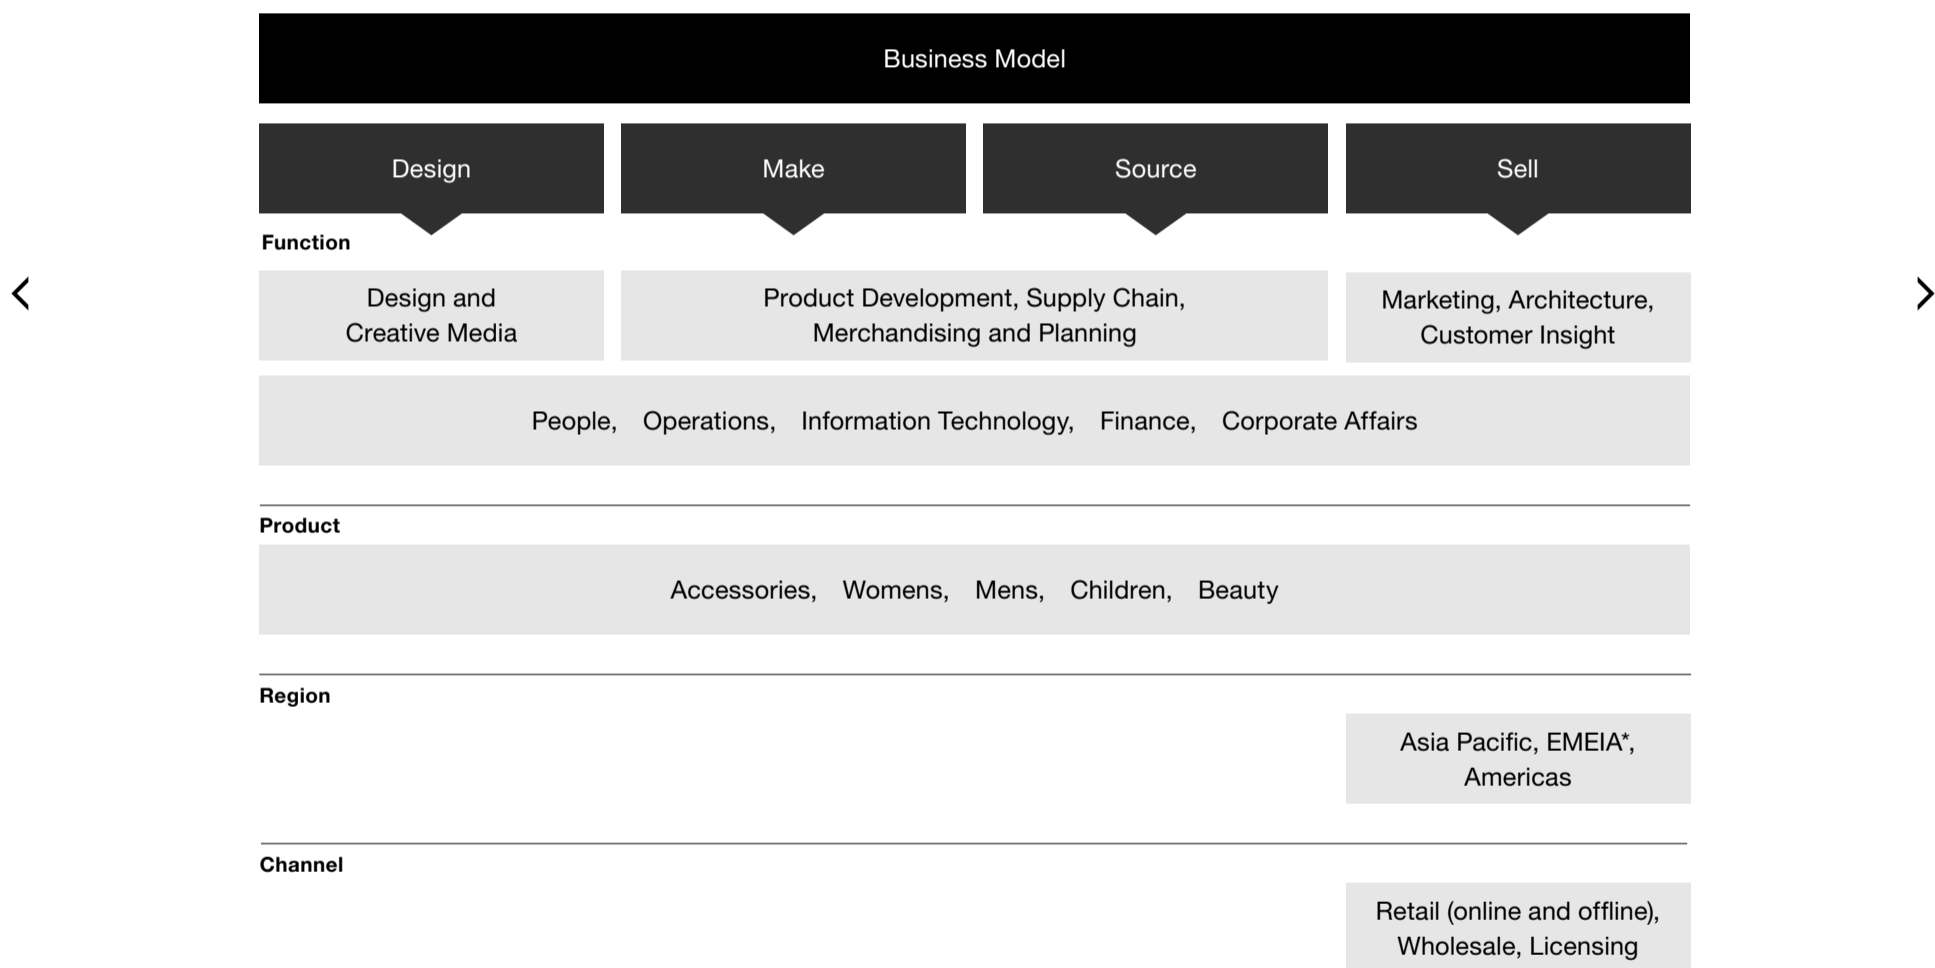 Business Model
Design
Make
Source
Sell
Function
Design and
Creative Media
Product Development, Supply Chain,
Merchandising and Planning
Marketing, Architecture,
Customer Insight
People, Operations, Information Technology, Finance, Corporate Affairs
Product
Accessories, Womens, Mens, Children, Beauty
Region
Asia Pacific, EMEIA*,
Americas
Channel
Retail (online and offline),
Wholesale, Licensing